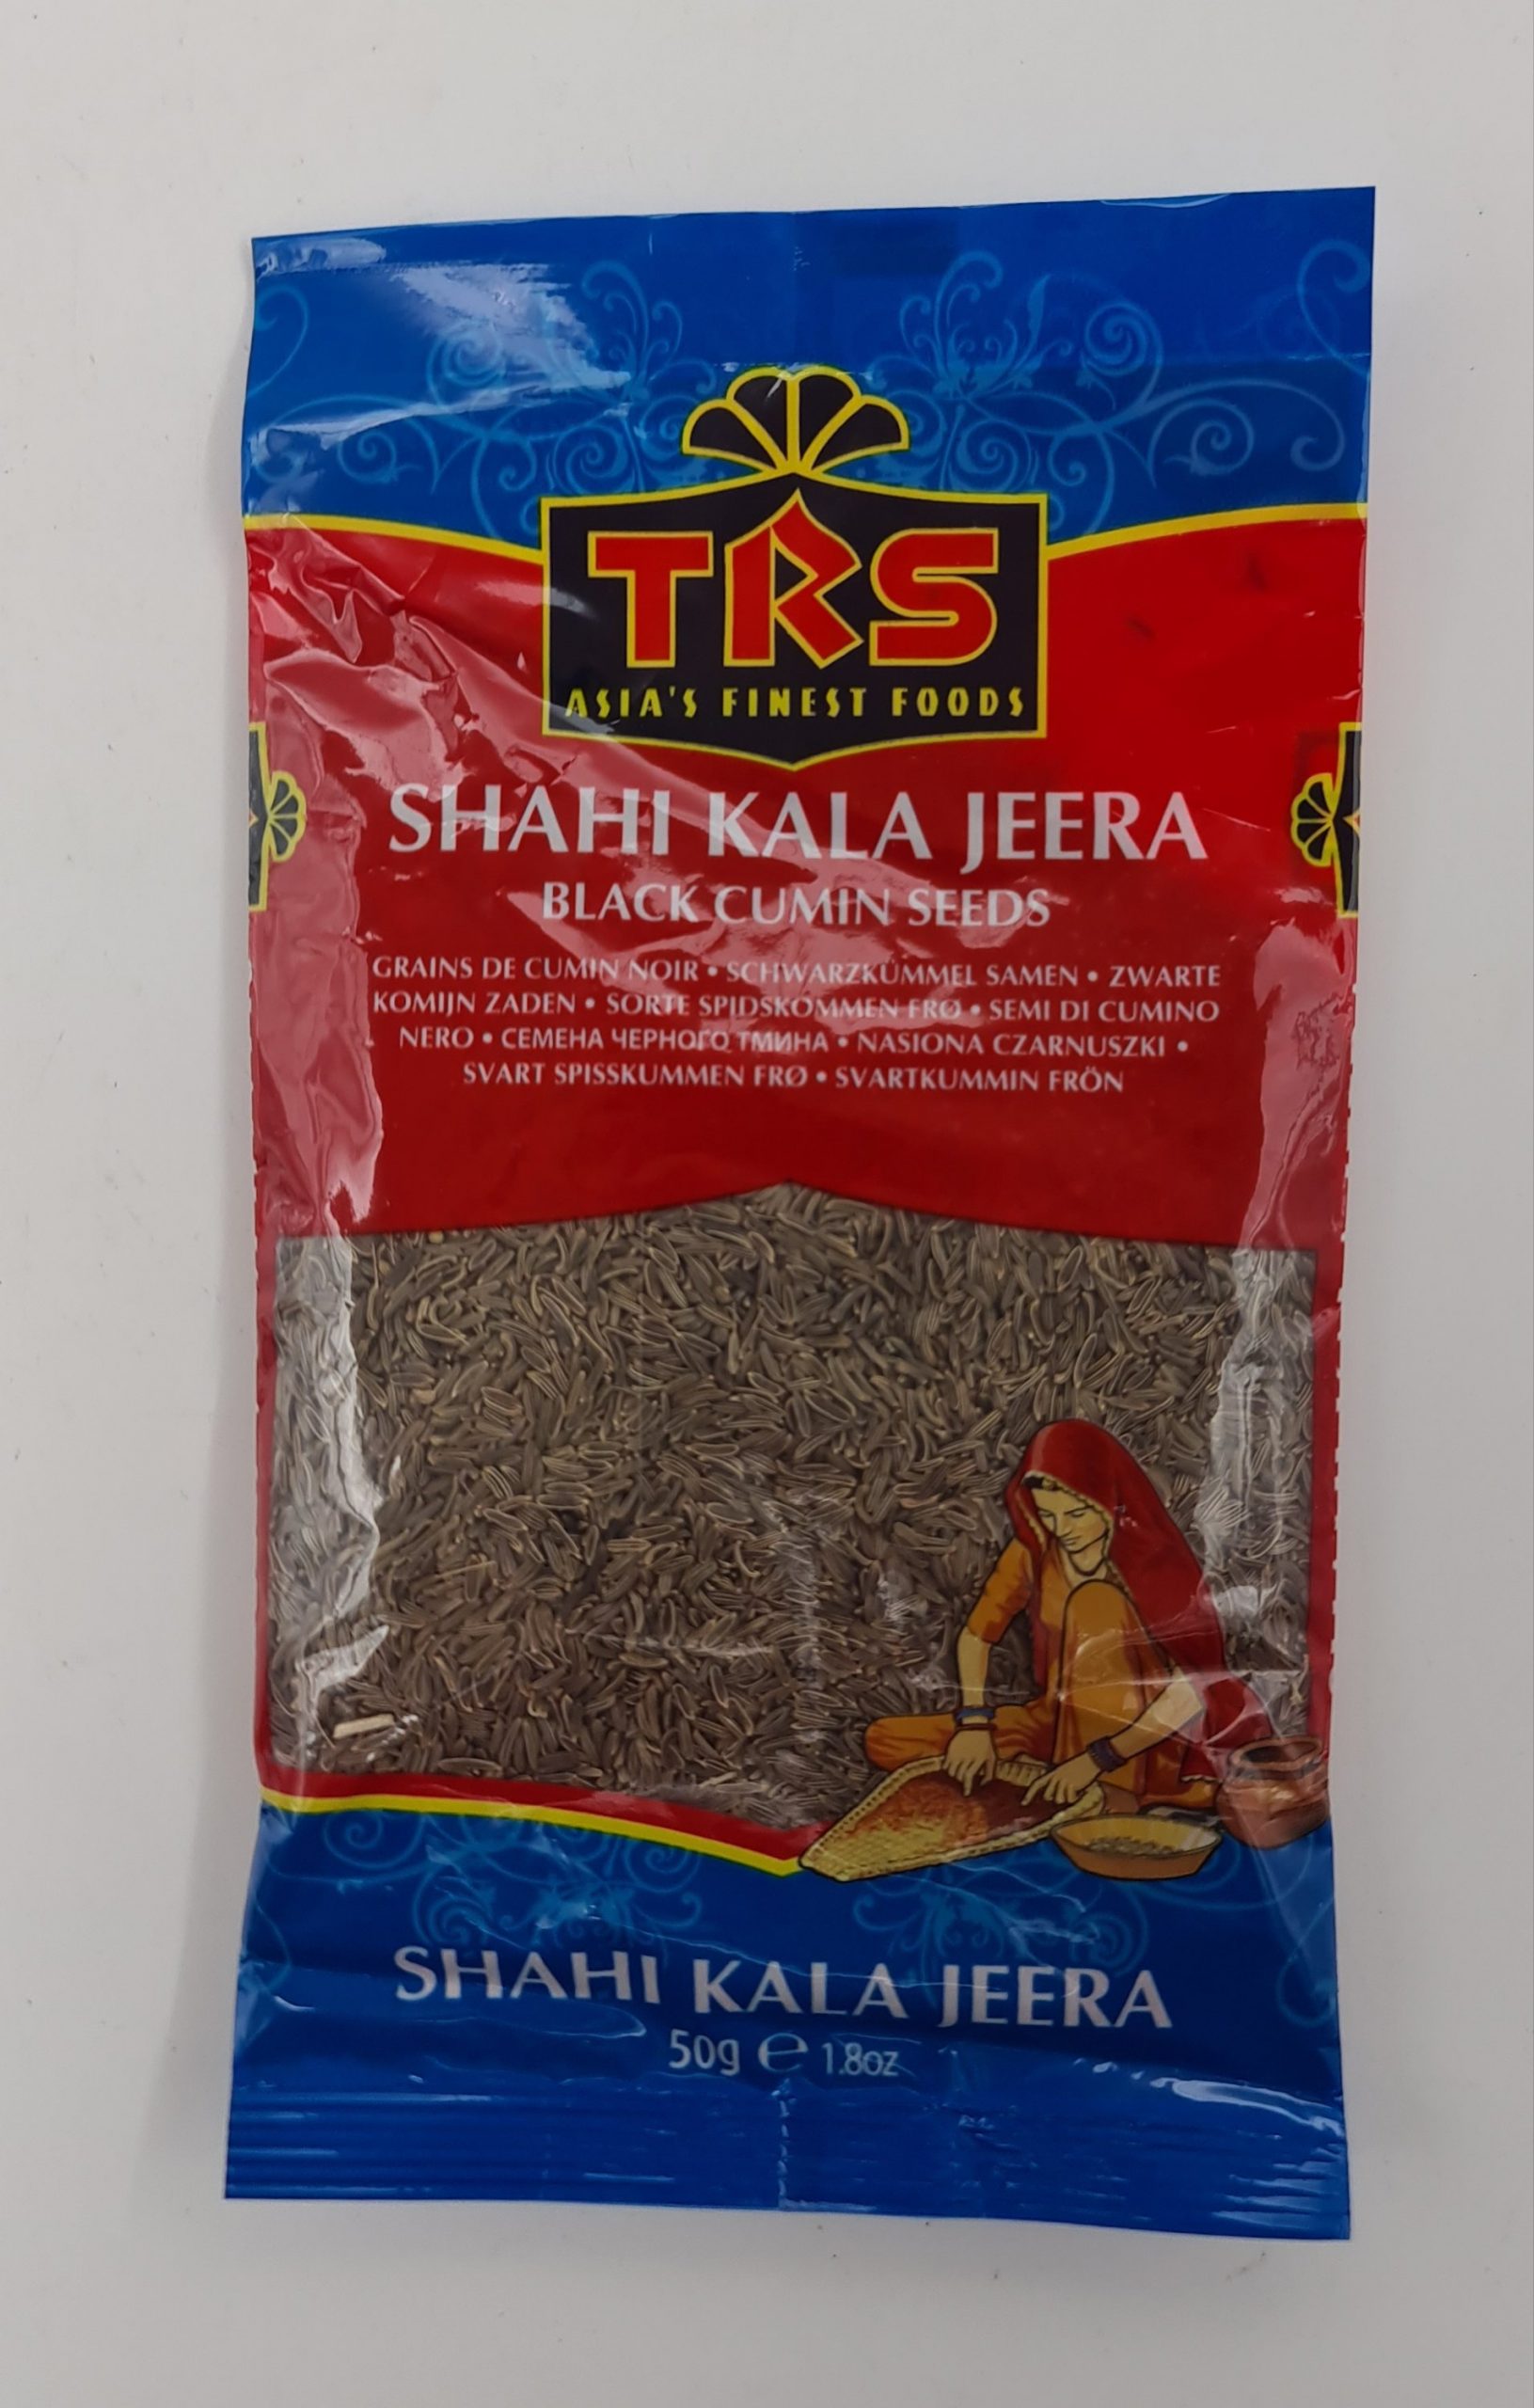 TRS
ASIA'S FINEST FOODS
SHAHI KALA JEERA
BLACK CUMIN SEEDS
GRAINS DE CUMIN NOIR • SCHWARZKÜMMEL SAMEN • ZWARTE
KOMIJN ZADEN • SORTE SPIDSKOMMEN FRØ • SEMI DI CUMINO
NERO • СЕМЕНА ЧЕРНОГО ТМИНА • NASIONA CZARNUSZKI •
SVART SPISSKUMMEN FRØ • SVARTKUMMIN FRÖN
SHAHI KALA JEERA
50g ℮ 1.8oz